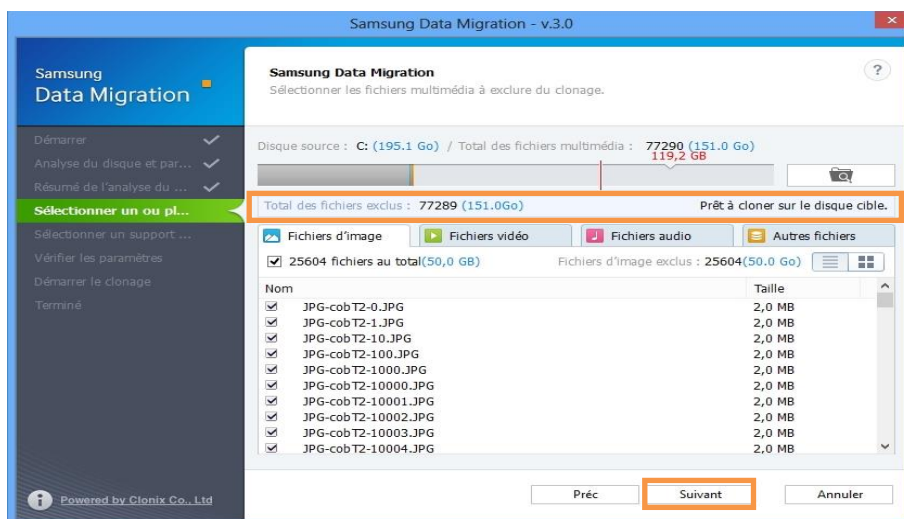 Samsung Data Migration - v.3.0
Samsung
Data Migration
Samsung Data Migration
Sélectionner les fichiers multimédia à exclure du clonage.
?
Démarrer
Analyse du disque et par...
Résumé de l'analyse du ...
Sélectionner un ou pl...
Sélectionner un support ...
Vérifier les paramètres
Démarrer le clonage
Terminé
Disque source : C: (195.1 Go) / Total des fichiers multimédia : 77290 (151.0 Go)
119,2 GB
Total des fichiers exclus : 77289 (151.0Go) Prêt à cloner sur le disque cible.
Fichiers d'image Fichiers vidéo Fichiers audio Autres fichiers
25604 fichiers au total(50,0 GB) Fichiers d'image exclus : 25604(50.0 Go)
Nom Taille
JPG-cobT2-0.JPG 2,0 MB
JPG-cobT2-1.JPG 2,0 MB
JPG-cobT2-10.JPG 2,0 MB
JPG-cobT2-100.JPG 2,0 MB
JPG-cobT2-1000.JPG 2,0 MB
JPG-cobT2-10000.JPG 2,0 MB
JPG-cobT2-10001.JPG 2,0 MB
JPG-cobT2-10002.JPG 2,0 MB
JPG-cobT2-10003.JPG 2,0 MB
JPG-cobT2-10004.JPG 2,0 MB
Powered by Clonix Co., Ltd
Préc Suivant Annuler